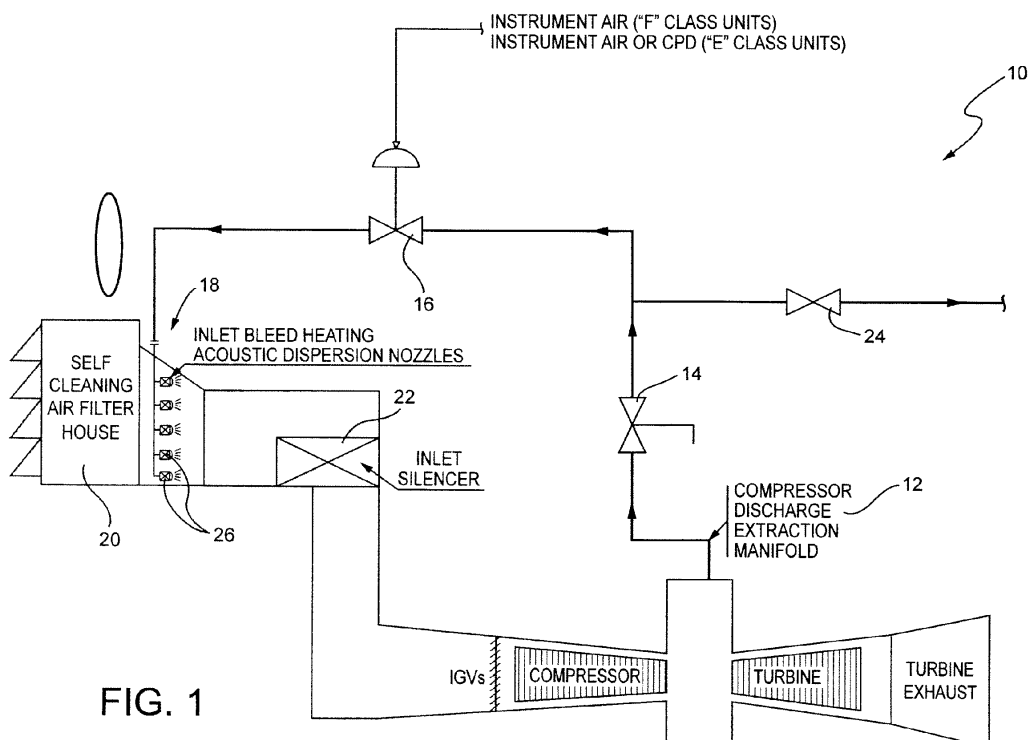 INSTRUMENT AIR ("F" CLASS UNITS)
INSTRUMENT AIR OR CPD ("E" CLASS UNITS)
10
16
18
INLET BLEED HEATING
ACOUSTIC DISPERSION NOZZLES
24
SELF
CLEANING
AIR FILTER
HOUSE
14
22
INLET
SILENCER
20
26
COMPRESSOR
DISCHARGE
EXTRACTION
MANIFOLD
12
IGVs
COMPRESSOR
TURBINE
TURBINE
EXHAUST
FIG. 1